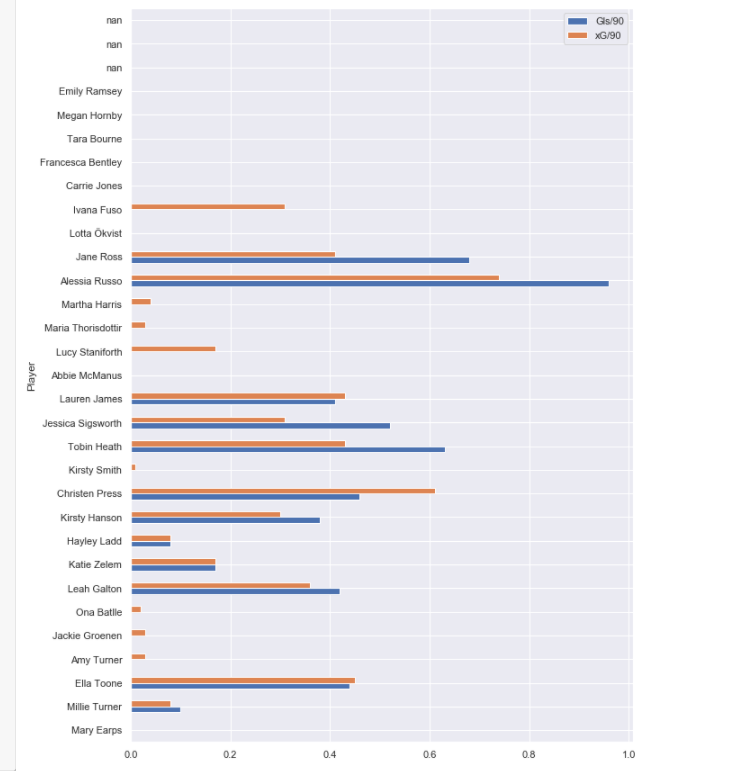 nan
nan
nan
Emily Ramsey
Megan Hornby
Tara Bourne
Francesca Bentley
Carrie Jones
Ivana Fuso
Lotta Ökvist
Jane Ross
Alessia Russo
Martha Harris
Maria Thorisdottir
Lucy Staniforth
Abbie McManus
Lauren James
Jessica Sigsworth
Tobin Heath
Kirsty Smith
Christen Press
Kirsty Hanson
Hayley Ladd
Katie Zelem
Leah Galton
Ona Batlle
Jackie Groenen
Amy Turner
Ella Toone
Millie Turner
Mary Earps
Player
Gls/90
xG/90
0.0 0.2 0.4 0.6 0.8 1.0